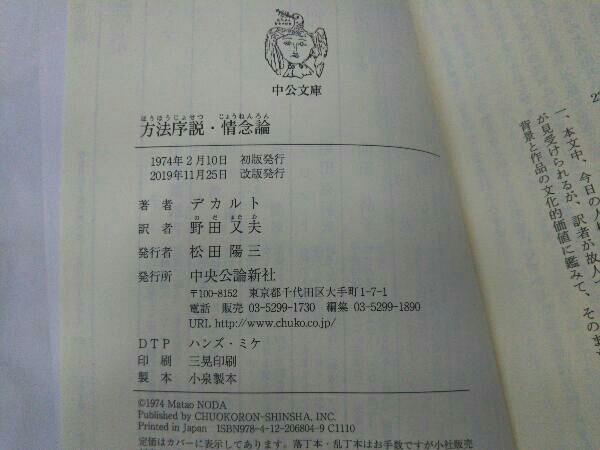 中公文庫
ほうほうじょせつ じょうねんろん
方法序説・情念論
1974年2月10日 初版発行
2019年11月25日 改版発行
著者 デカルト
の だ また お
訳者 野田又夫
発行者 松田陽三
発行所 中央公論新社
〒100-8152 東京都千代田区大手町1-7-1
電話 販売 03-5299-1730 編集 03-5299-1890
URL http://www.chuko.co.jp/
DTP ハンズ・ミケ
印刷 三晃印刷
製本 小泉製本
©1974 Matao NODA
Published by CHUOKORON-SHINSHA, INC.
Printed in Japan ISBN978-4-12-206804-9 C1110
定価はカバーに表示してあります。落丁本・乱丁本はお手数ですが小社販売
一、本文中、今日の人
が見受けられるが、訳者が故人
背景と作品の文化的価値に鑑みて、そのま